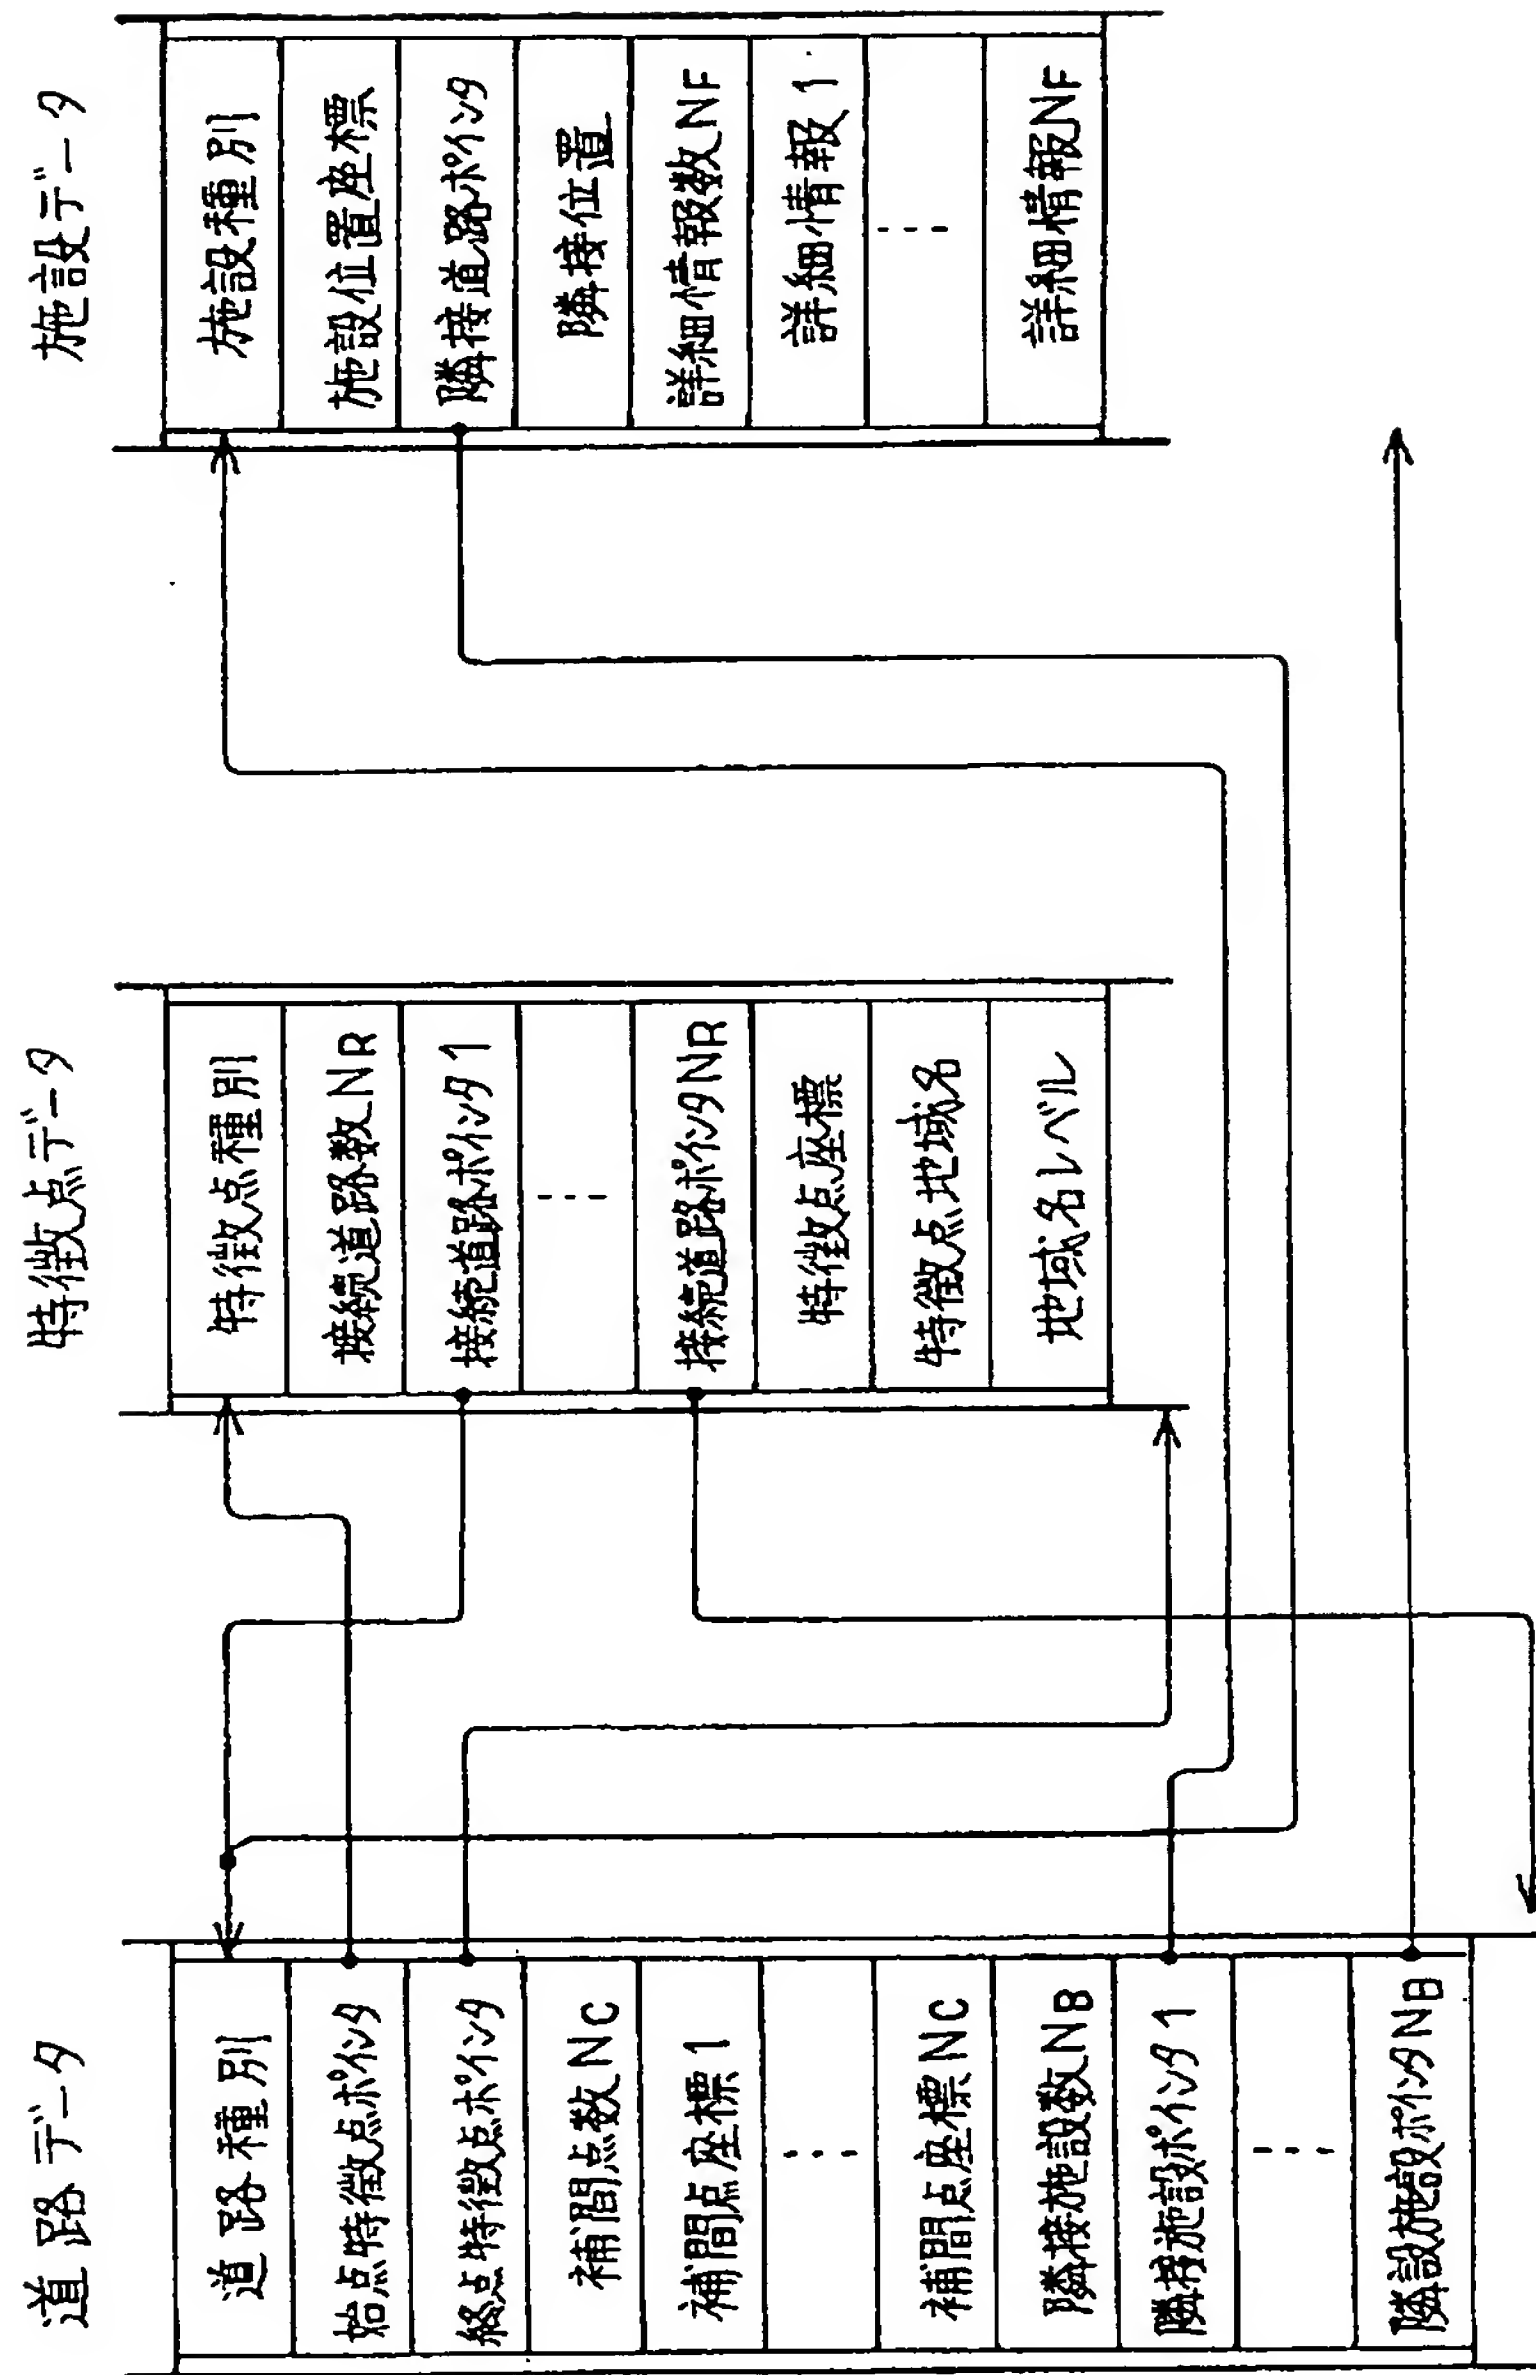 道路データ
道路種別
始点特徴点ポインタ
終点特徴点ポインタ
補間点数NC
補間点座標1
---
補間点座標NC
隣接施設数NB
隣接施設ポインタ1
---
隣設施設ポインタNB
特徴点データ
特徴点種別
接続道路数NR
接続道路ポインタ1
---
接続道路ポインタNR
特徴点座標
特徴点地域名
地域名レベル
施設データ
施設種別
施設位置座標
隣接道路ポインタ
隣接位置
詳細情報数NF
詳細情報1
---
詳細情報NF